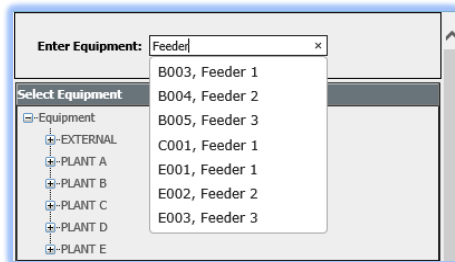 Enter Equipment: Feeder ×
B003, Feeder 1
B004, Feeder 2
B005, Feeder 3
C001, Feeder 1
E001, Feeder 1
E002, Feeder 2
E003, Feeder 3
Select Equipment
Equipment
EXTERNAL
PLANT A
PLANT B
PLANT C
PLANT D
PLANT E